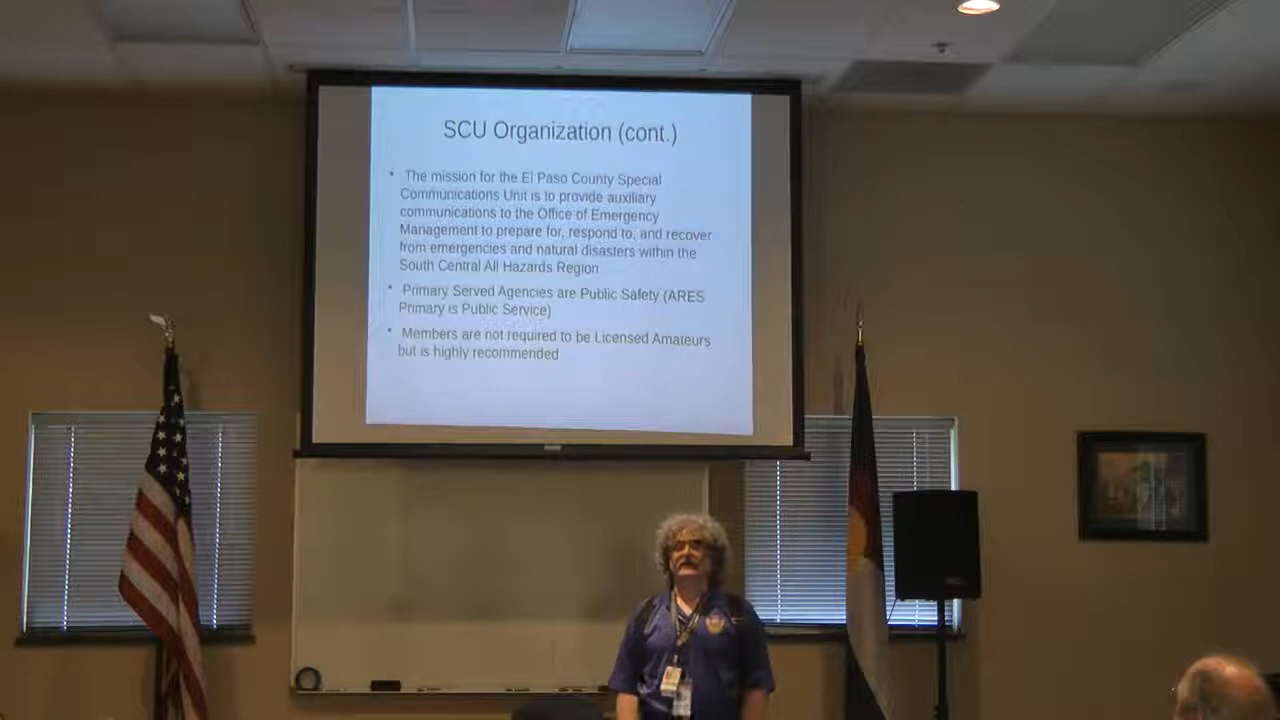 SCU Organization (cont.)
• The mission for the El Paso County Special
Communications Unit is to provide auxiliary
communications to the Office of Emergency
Management to prepare for, respond to, and recover
from emergencies and natural disasters within the
South Central All Hazards Region
• Primary Served Agencies are Public Safety (ARES
Primary is Public Service)
• Members are not required to be Licensed Amateurs
but is highly recommended